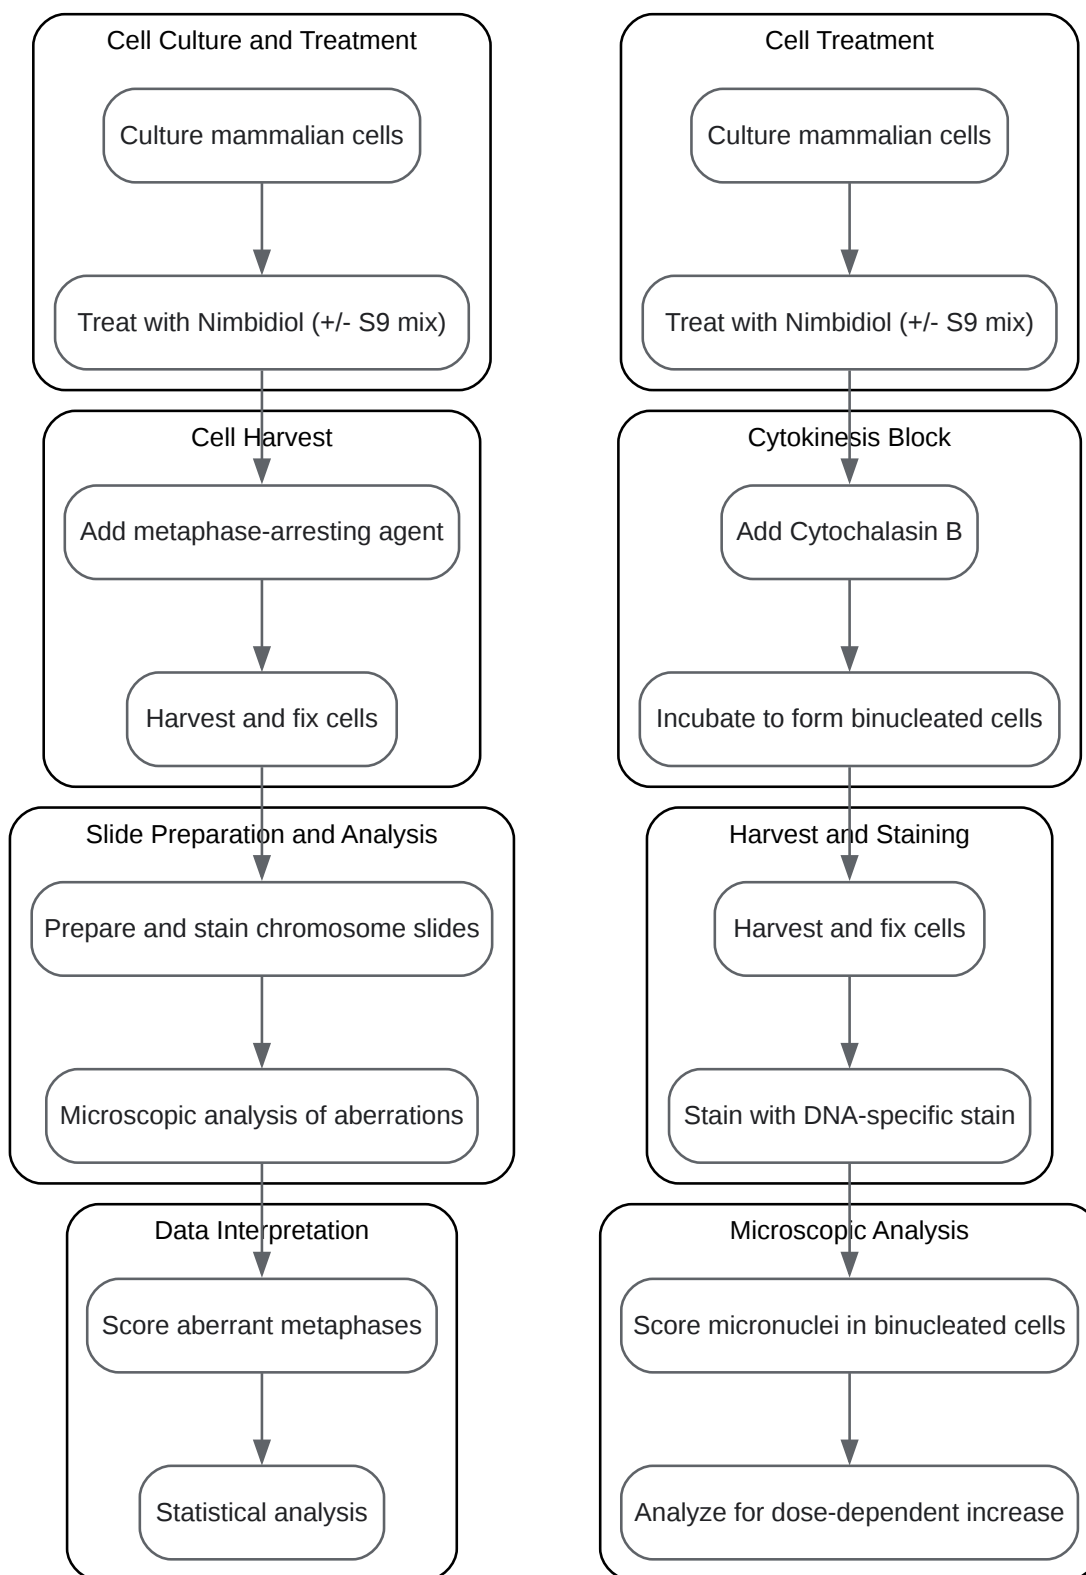 Cell Culture and Treatment
Culture mammalian cells
Treat with Nimbidiol (+/- S9 mix)
Cell Harvest
Add metaphase-arresting agent
Harvest and fix cells
Slide Preparation and Analysis
Prepare and stain chromosome slides
Microscopic analysis of aberrations
Data Interpretation
Score aberrant metaphases
Statistical analysis
Cell Treatment
Culture mammalian cells
Treat with Nimbidiol (+/- S9 mix)
Cytokinesis Block
Add Cytochalasin B
Incubate to form binucleated cells
Harvest and Staining
Harvest and fix cells
Stain with DNA-specific stain
Microscopic Analysis
Score micronuclei in binucleated cells
Analyze for dose-dependent increase